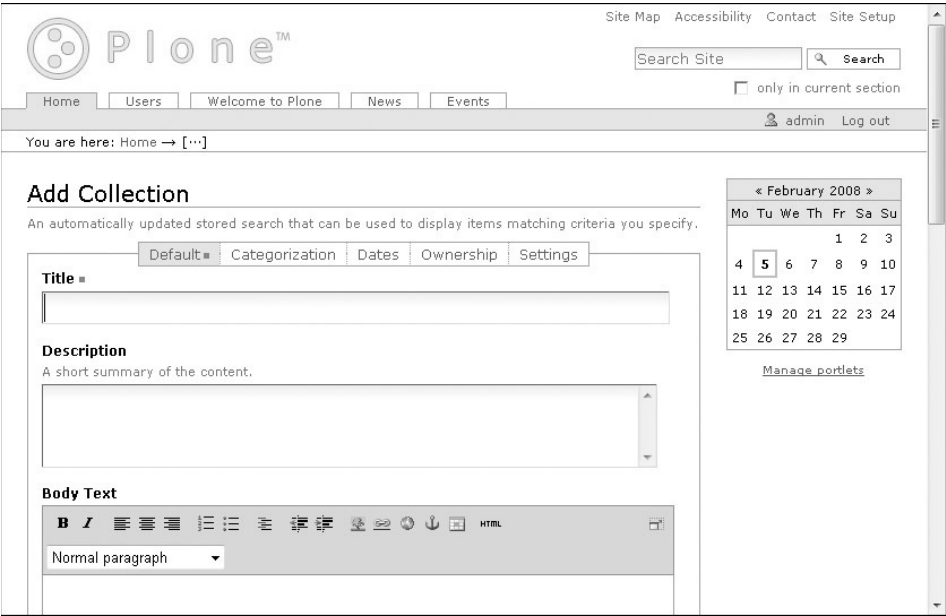 Site Map Accessibility Contact Site Setup
Plone™
Search Site Search
only in current section
Home Users Welcome to Plone News Events
admin Log out
You are here: Home → [...]
Add Collection
An automatically updated stored search that can be used to display items matching criteria you specify.
Default Categorization Dates Ownership Settings
Title
Description
A short summary of the content.
Body Text
B I HTML
Normal paragraph
« February 2008 »
Mo Tu We Th Fr Sa Su
1 2 3
4 5 6 7 8 9 10
11 12 13 14 15 16 17
18 19 20 21 22 23 24
25 26 27 28 29
Manage portlets